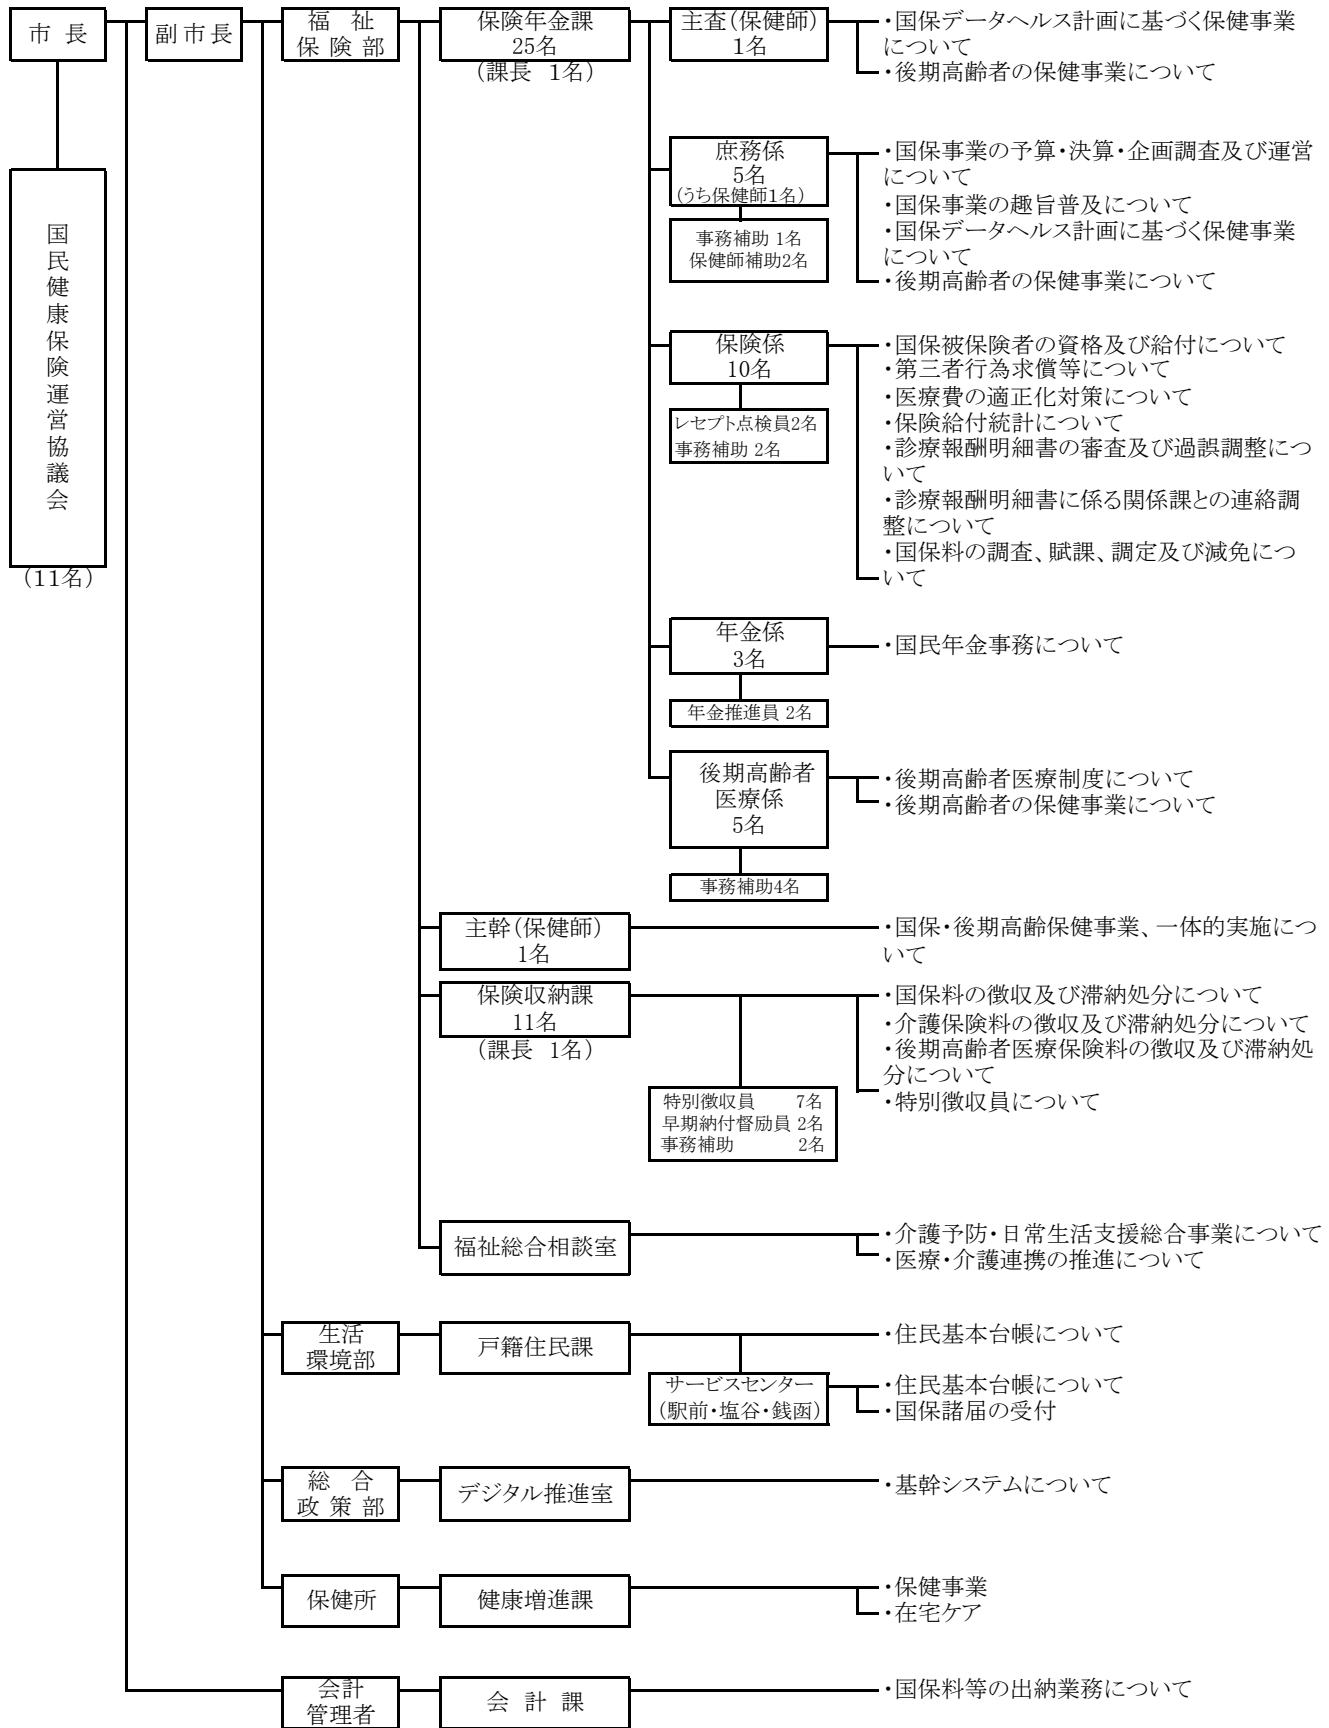 市 長
副市長
福 祉
保 険 部
保険年金課
25名
(課長 1名)
主査(保健師)
1名
・国保データヘルス計画に基づく保健事業
について
・後期高齢者の保健事業について
国民健康保険運営協議会
(11名)
庶務係
5名
(うち保健師1名)
事務補助 1名
保健師補助2名
・国保事業の予算・決算・企画調査及び運営
について
・国保事業の趣旨普及について
・国保データヘルス計画に基づく保健事業
について
・後期高齢者の保健事業について
保険係
10名
レセプト点検員2名
事務補助 2名
・国保被保険者の資格及び給付について
・第三者行為求償等について
・医療費の適正化対策について
・保険給付統計について
・診療報酬明細書の審査及び過誤調整につ
いて
・診療報酬明細書に係る関係課との連絡調
整について
・国保料の調査、賦課、調定及び減免につ
いて
年金係
3名
年金推進員 2名
・国民年金事務について
後期高齢者
医療係
5名
事務補助4名
・後期高齢者医療制度について
・後期高齢者の保健事業について
主幹(保健師)
1名
・国保・後期高齢保健事業、一体的実施につ
いて
保険収納課
11名
(課長 1名)
特別徴収員 7名
早期納付督励員 2名
事務補助 2名
・国保料の徴収及び滞納処分について
・介護保険料の徴収及び滞納処分について
・後期高齢者医療保険料の徴収及び滞納処
分について
・特別徴収員について
福祉総合相談室
・介護予防・日常生活支援総合事業について
・医療・介護連携の推進について
生活
環境部
戸籍住民課
・住民基本台帳について
サービスセンター
(駅前・塩谷・銭函)
・住民基本台帳について
・国保諸届の受付
総 合
政 策 部
デジタル推進室
・基幹システムについて
保健所
健康増進課
・保健事業
・在宅ケア
会計
管理者
会 計 課
・国保料等の出納業務について